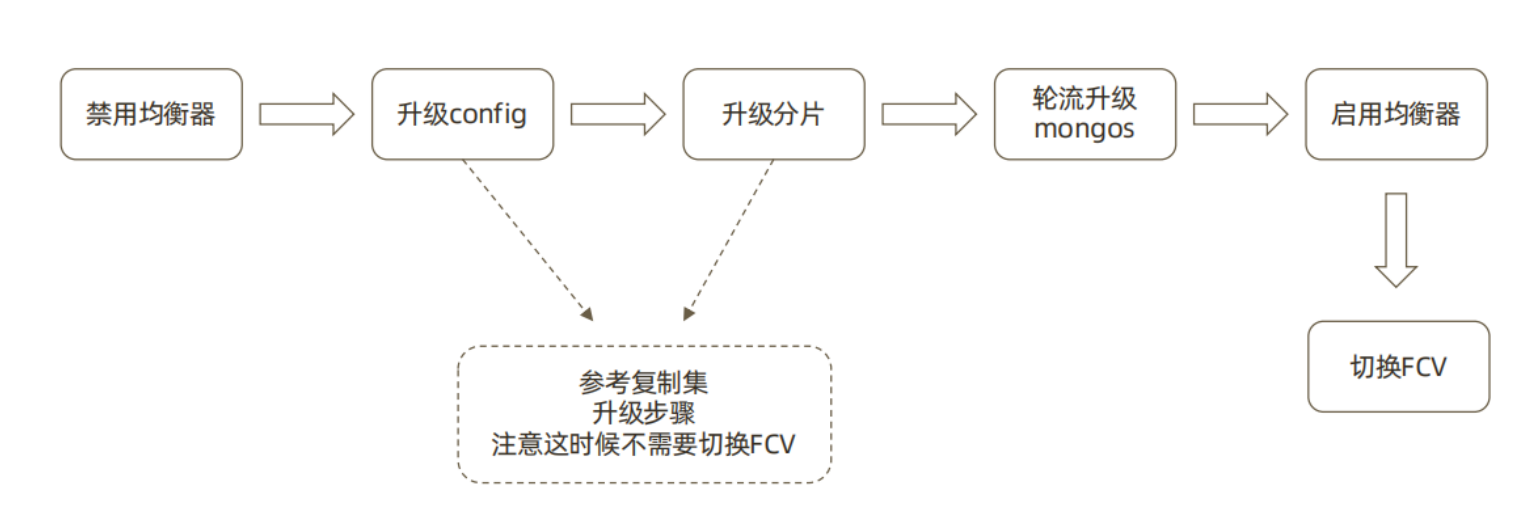 禁用均衡器
升级config
升级分片
轮流升级
mongos
启用均衡器
参考复制集
升级步骤
注意这时候不需要切换FCV
切换FCV